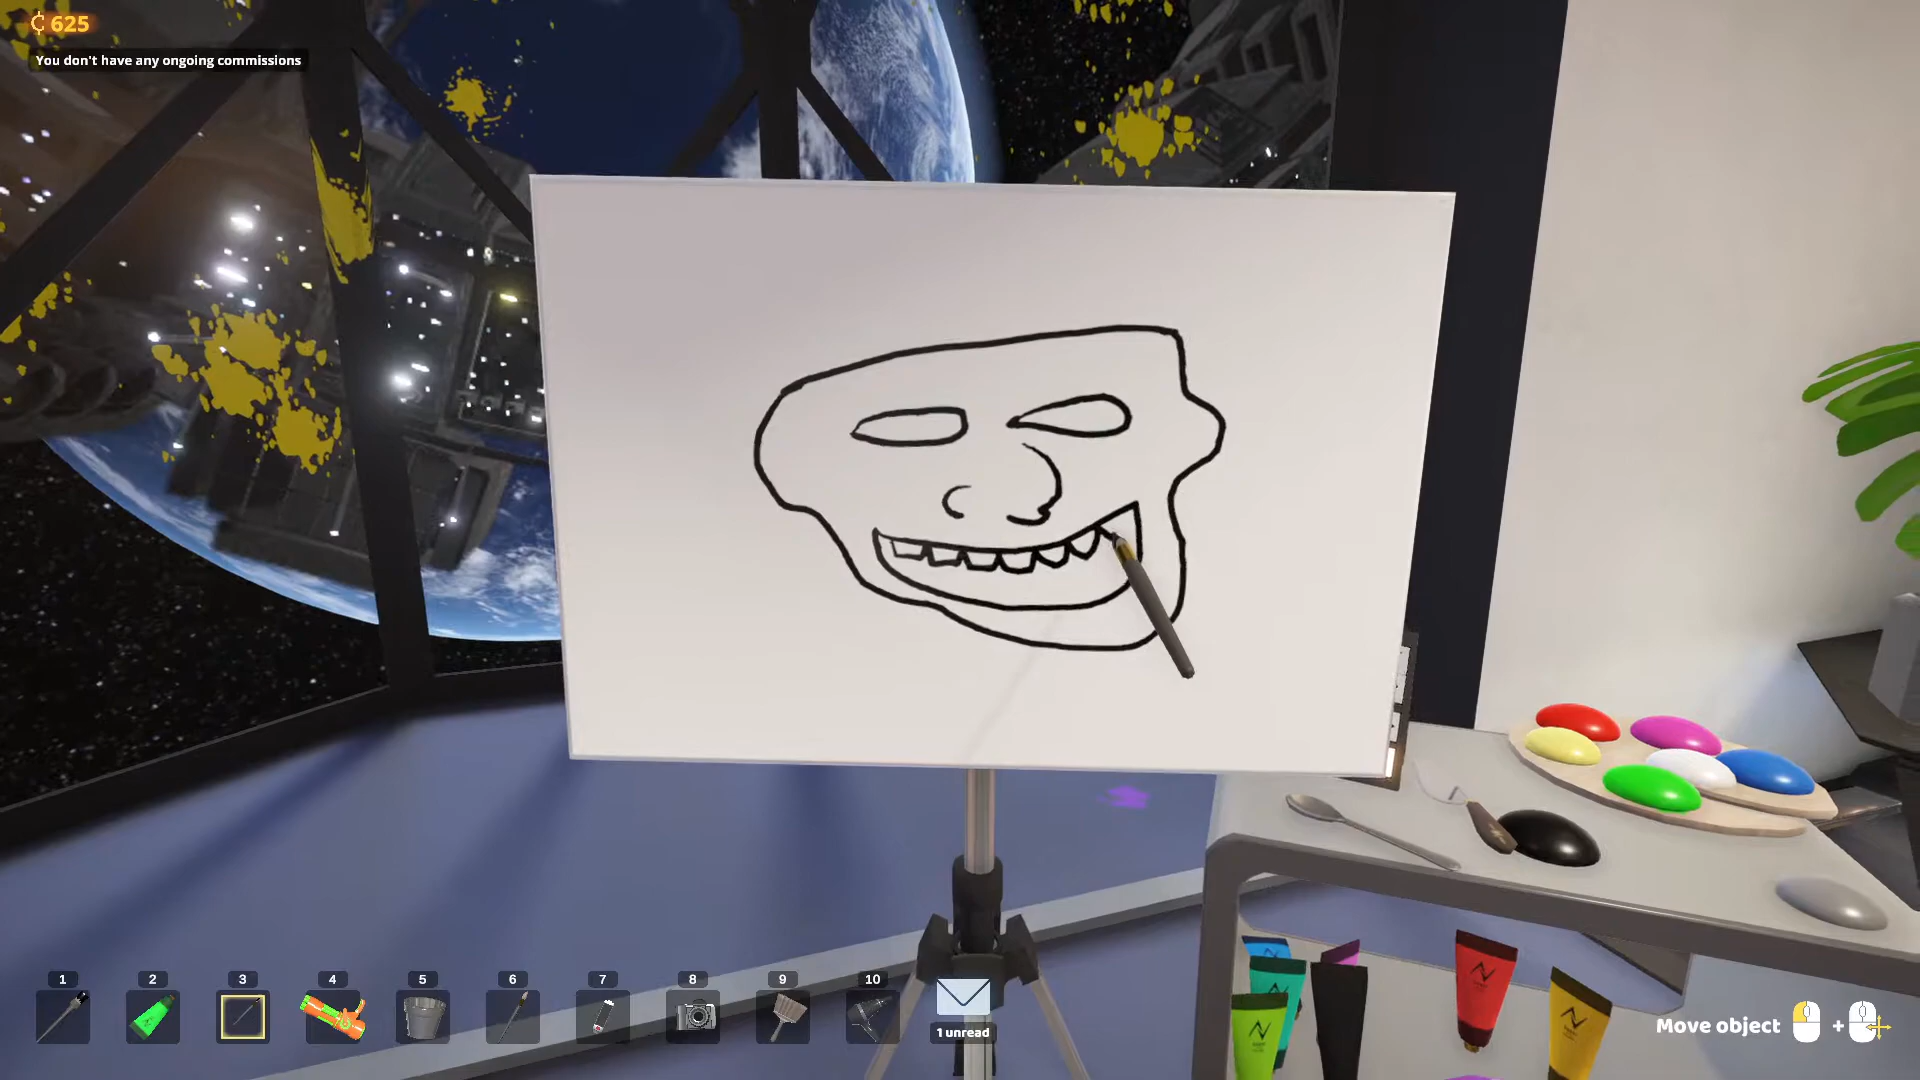 ₵ 625
You don't have any ongoing commissions
1 2 3 4 5 6 7 8 9 10
1 unread
Move object +